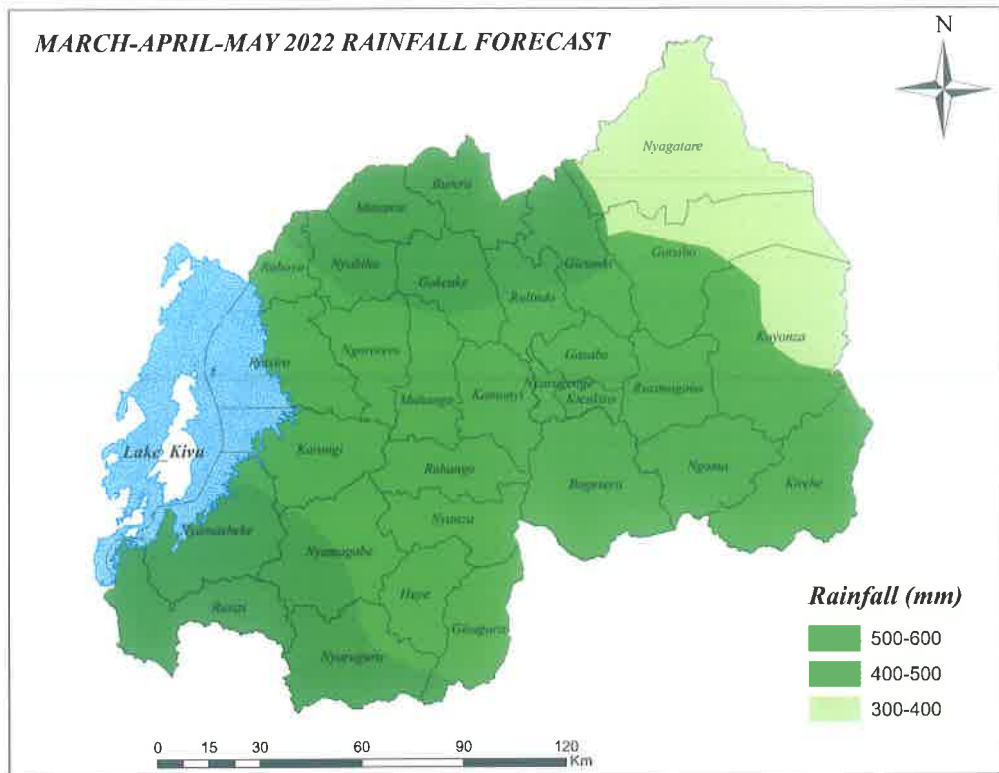 MARCH-APRIL-MAY 2022 RAINFALL FORECAST
N
Nyagatare
Burera
Musanze
Rubavu
Nyabihu
Gakenke
Gicumbi
Gatsibo
Rulindo
Kayonza
Rutsiro
Ngororero
Gasabo
Muhanga
Kamonyi
Nyarugenge
Kicukiro
Rwamagana
Lake_Kivu
Karongi
Ruhango
Bugesera
Ngoma
Kirehe
Nyamasheke
Nyamagabe
Nyanza
Huye
Rusizi
Gisagara
Nyaruguru
Rainfall (mm)
500-600
400-500
300-400
0 15 30 60 90 120
Km